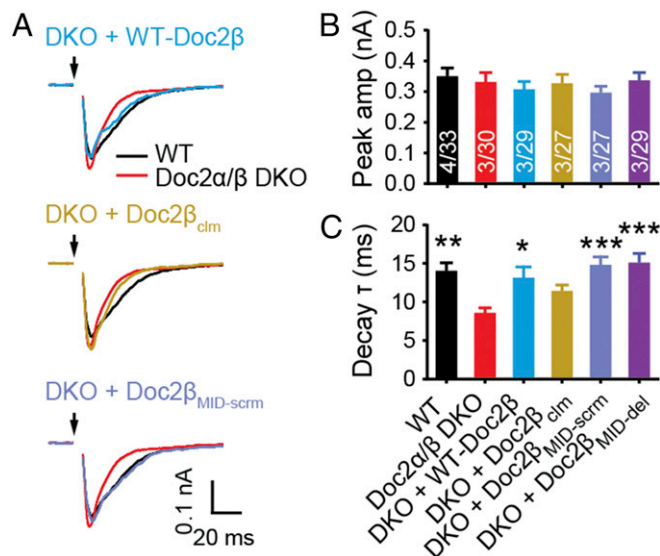 A
DKO + WT-Doc2β
WT
Doc2α/β DKO
DKO + Doc2βclm
DKO + Doc2βMID-scrm
0.1 nA
20 ms
B
Peak amp (nA)
0.5
0.4
0.3
0.2
0.1
0.0
4/33
3/30
3/29
3/27
3/27
3/29
C
Decay τ (ms)
20
15
10
5
0
**
*
***
***
WT
Doc2α/β DKO
DKO + WT-Doc2β
DKO + Doc2βclm
DKO + Doc2βMID-scrm
DKO + Doc2βMID-del